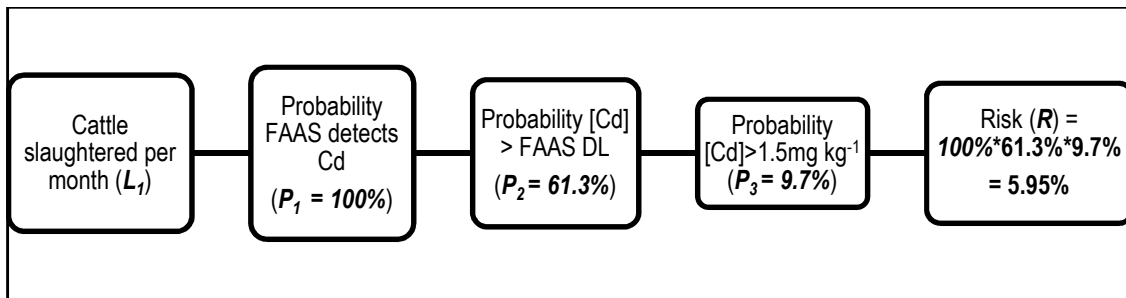 Cattle
slaughtered per
month (L₁)
Probability
FAAS detects
Cd
(P₁ = 100%)
Probability [Cd]
> FAAS DL
(P₂ = 61.3%)
Probability
[Cd]>1.5mg kg⁻¹
(P₃ = 9.7%)
Risk (R) =
100%*61.3%*9.7%
= 5.95%